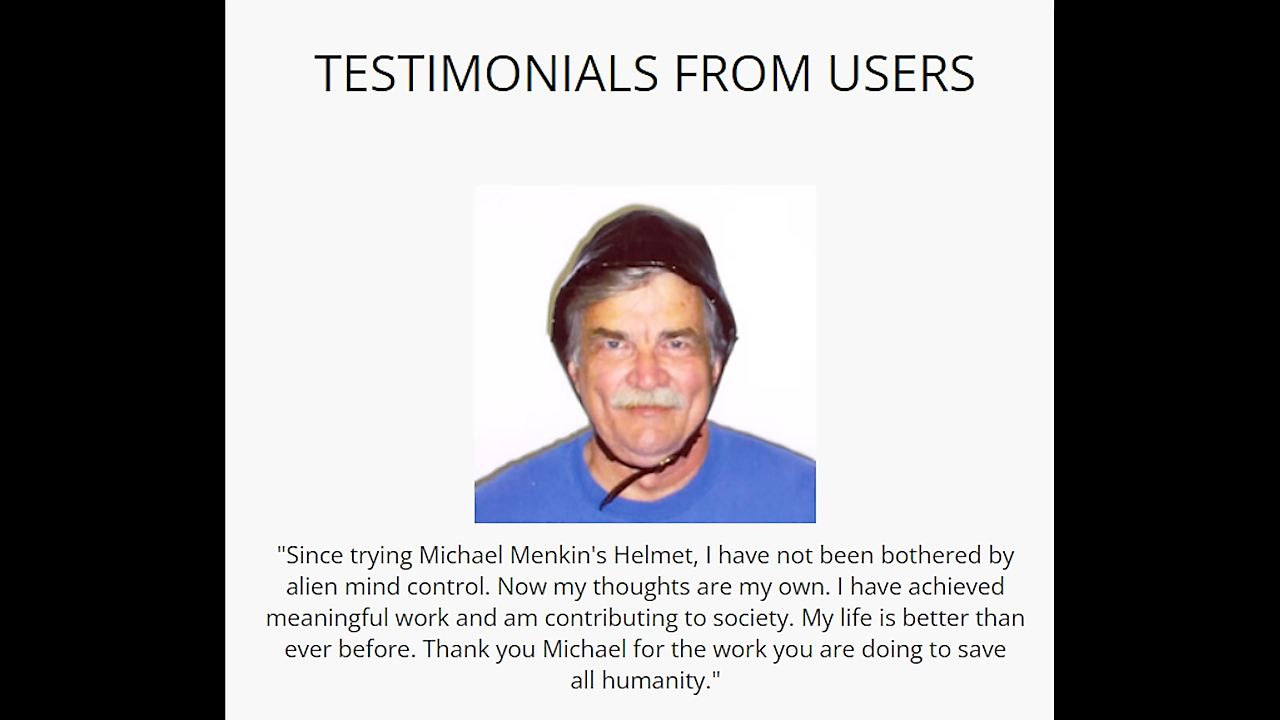 TESTIMONIALS FROM USERS
"Since trying Michael Menkin's Helmet, I have not been bothered by
alien mind control. Now my thoughts are my own. I have achieved
meaningful work and am contributing to society. My life is better than
ever before. Thank you Michael for the work you are doing to save
all humanity."